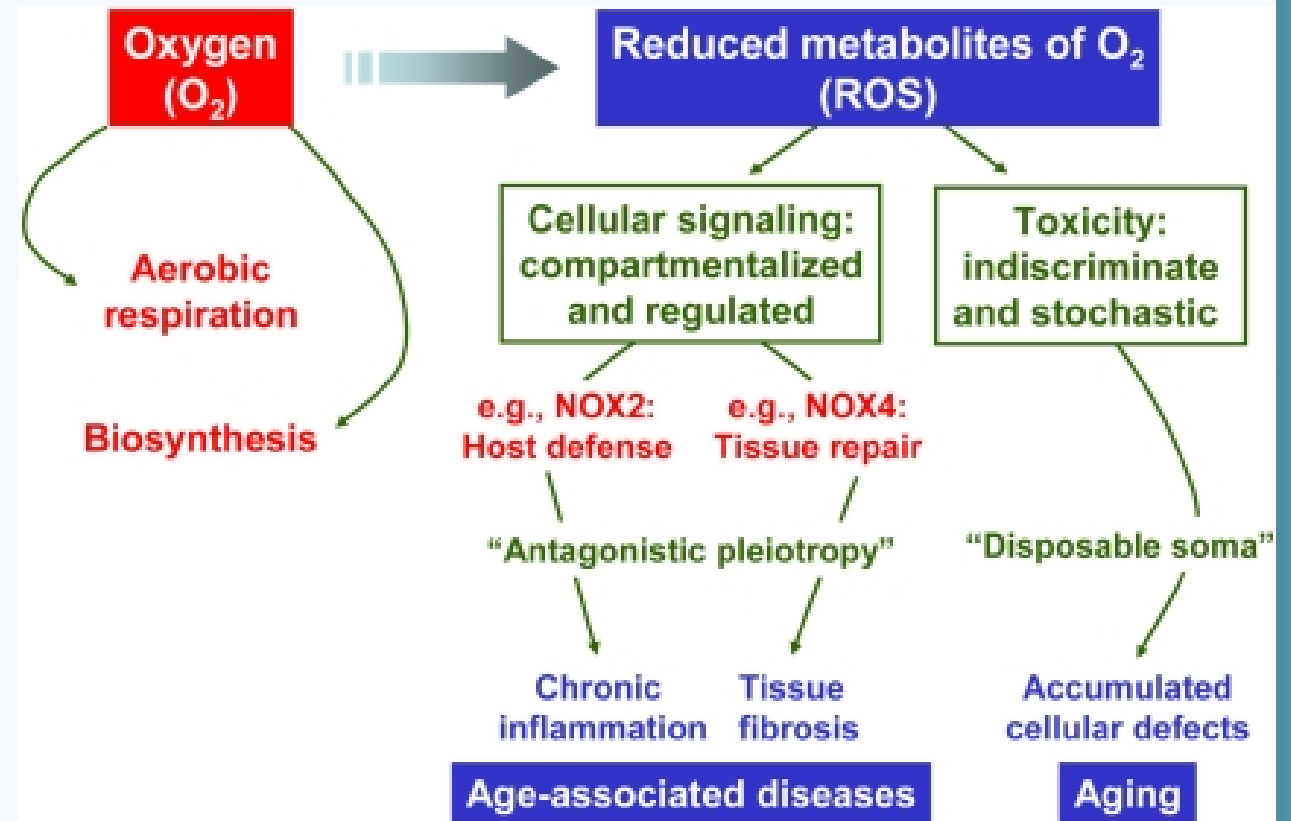 Oxygen
(O₂)
Reduced metabolites of O₂
(ROS)
Aerobic
respiration
Biosynthesis
Cellular signaling:
compartmentalized
and regulated
Toxicity:
indiscriminate
and stochastic
e.g., NOX2:
Host defense
e.g., NOX4:
Tissue repair
“Antagonistic pleiotropy”
“Disposable soma”
Chronic
inflammation
Tissue
fibrosis
Accumulated
cellular defects
Age-associated diseases
Aging